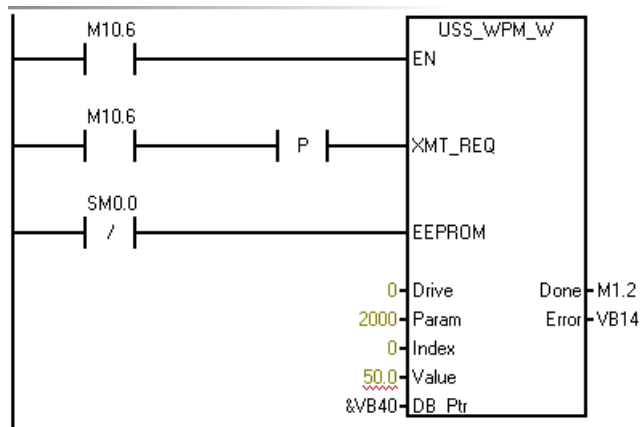 M10.6 USS_WPM_W
EN
M10.6
P XMT_REQ
SM0.0
/ EEPROM
0 Drive Done M1.2
2000 Param Error VB14
0 Index
50.0 Value
&VB40 DB_Ptr